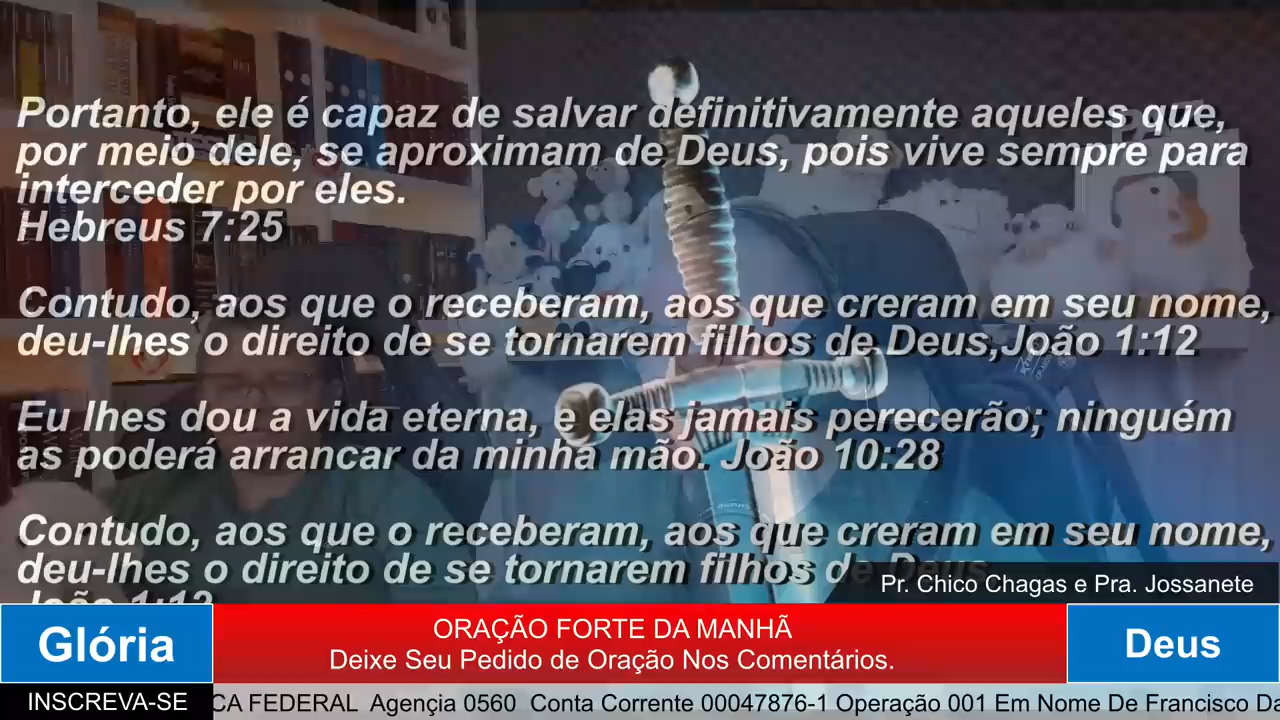 Portanto, ele é capaz de salvar definitivamente aqueles que,
por meio dele, se aproximam de Deus, pois vive sempre para
interceder por eles.
Hebreus 7:25
Contudo, aos que o receberam, aos que creram em seu nome,
deu-lhes o direito de se tornarem filhos de Deus,João 1:12
Eu lhes dou a vida eterna, e elas jamais perecerão; ninguém
as poderá arrancar da minha mão. João 10:28
Contudo, aos que o receberam, aos que creram em seu nome,
deu-lhes o direito de se tornarem filhos de Deus
João 1:12
Pr. Chico Chagas e Pra. Jossanete
Glória
ORAÇÃO FORTE DA MANHÃ
Deixe Seu Pedido de Oração Nos Comentários.
Deus
INSCREVA-SE
CA FEDERAL Agençia 0560 Conta Corrente 00047876-1 Operação 001 Em Nome De Francisco Da